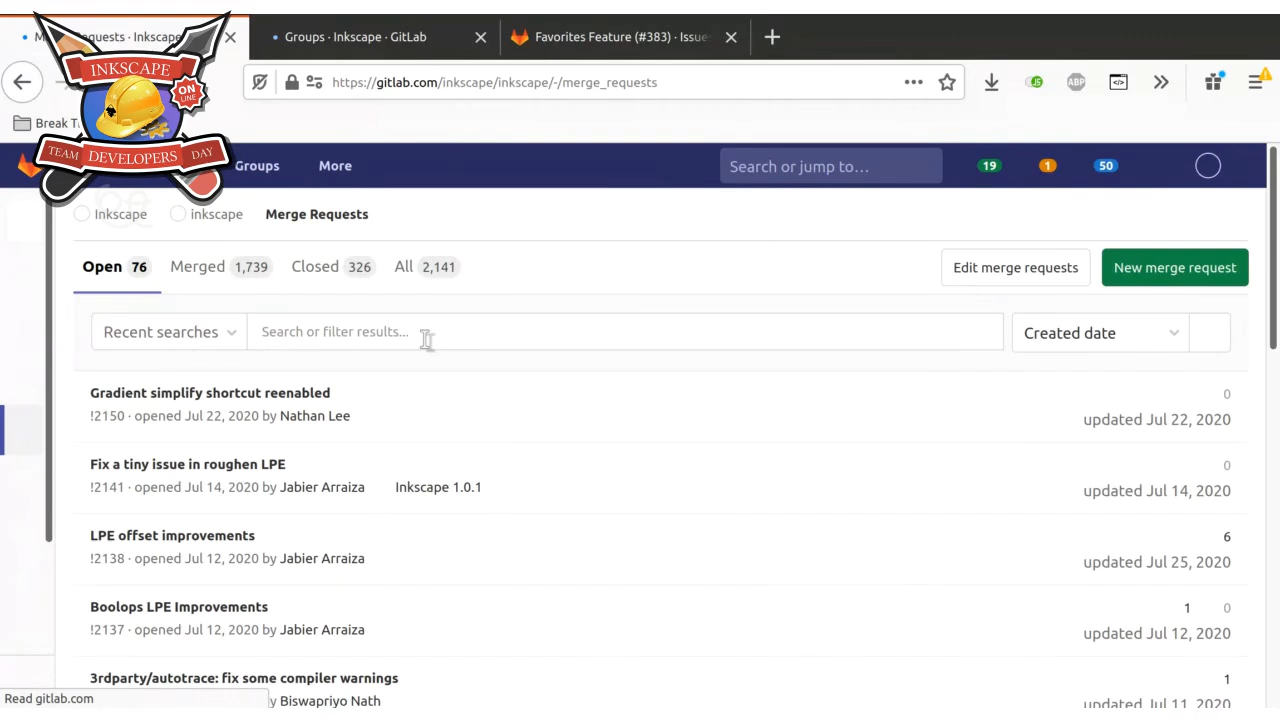 Requests · Inkscape
Groups · Inkscape · GitLab
Favorites Feature (#383) · Issue
INKSCAPE
ON LINE
TEAM DEVELOPERS DAY
https://gitlab.com/inkscape/inkscape/-/merge_requests
JS
ABP
Break
Groups
More
Search or jump to…
19
1
50
Inkscape
inkscape
Merge Requests
Open 76
Merged 1,739
Closed 326
All 2,141
Edit merge requests
New merge request
Recent searches
Search or filter results...
Created date
Gradient simplify shortcut reenabled
0
!2150 · opened Jul 22, 2020 by Nathan Lee
updated Jul 22, 2020
Fix a tiny issue in roughen LPE
0
!2141 · opened Jul 14, 2020 by Jabier Arraiza
Inkscape 1.0.1
updated Jul 14, 2020
LPE offset improvements
6
!2138 · opened Jul 12, 2020 by Jabier Arraiza
updated Jul 25, 2020
Boolops LPE Improvements
1 0
!2137 · opened Jul 12, 2020 by Jabier Arraiza
updated Jul 12, 2020
3rdparty/autotrace: fix some compiler warnings
1
Read gitlab.com
y Biswapriyo Nath
updated Jul 11, 2020